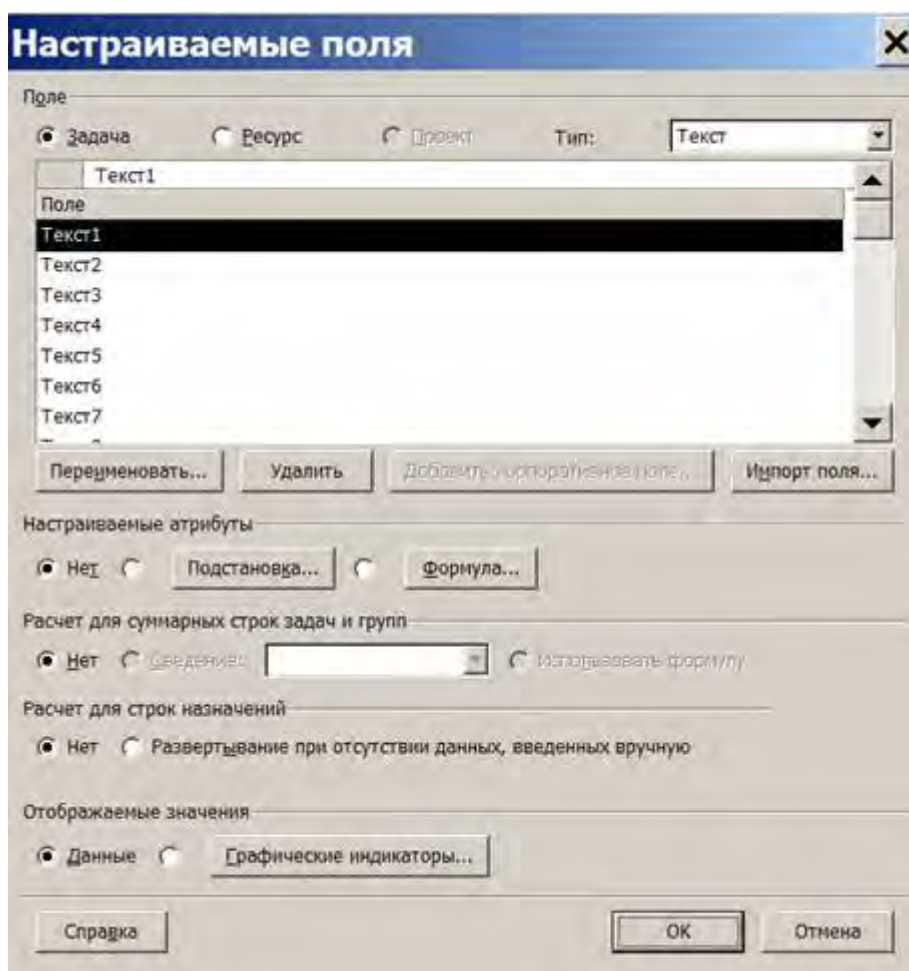 Настраиваемые поля
Поле
Задача Ресурс Проект Тип: Текст
Текст1
Поле
Текст1
Текст2
Текст3
Текст4
Текст5
Текст6
Текст7
Переименовать... Удалить Добавить корпоративное поле... Импорт поля...
Настраиваемые атрибуты
Нет Подстановка... Формула...
Расчет для суммарных строк задач и групп
Нет Сведение: Использовать формулу
Расчет для строк назначений
Нет Развертывание при отсутствии данных, введенных вручную
Отображаемые значения
Данные Графические индикаторы...
Справка ОК Отмена